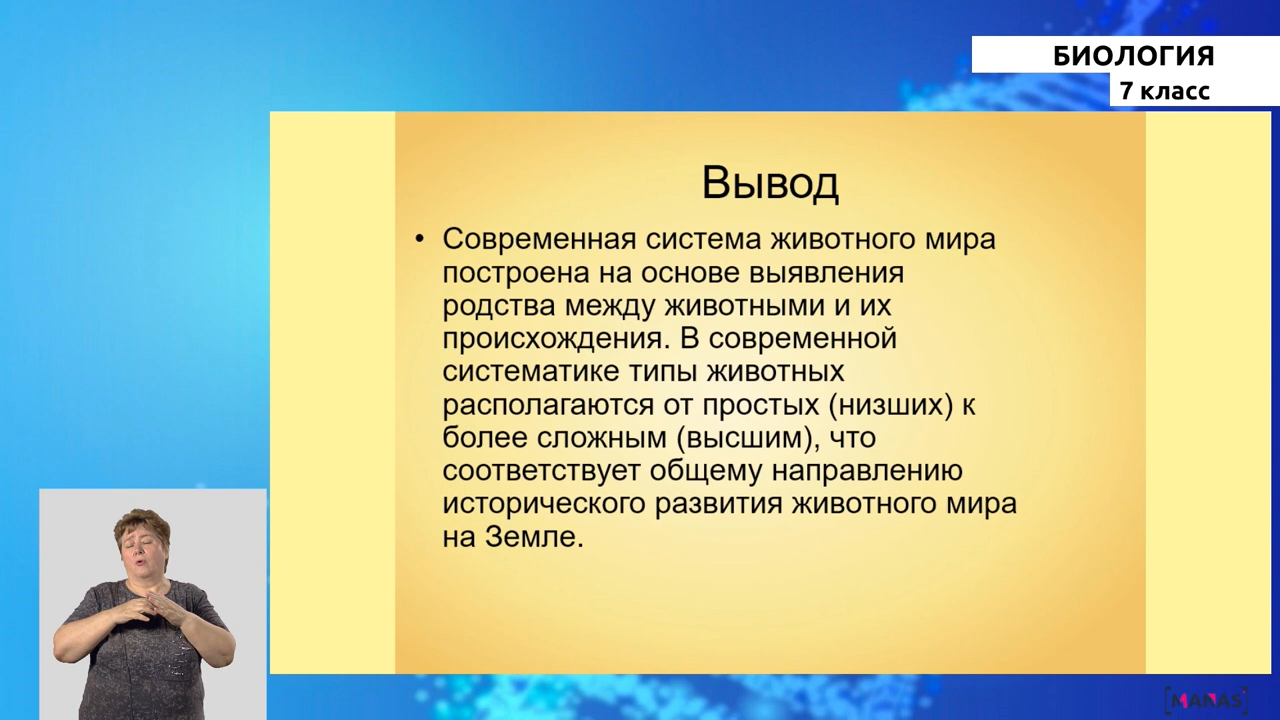 БИОЛОГИЯ
7 класс
Вывод
• Современная система животного мира
построена на основе выявления
родства между животными и их
происхождения. В современной
систематике типы животных
располагаются от простых (низших) к
более сложным (высшим), что
соответствует общему направлению
исторического развития животного мира
на Земле.
MANAS